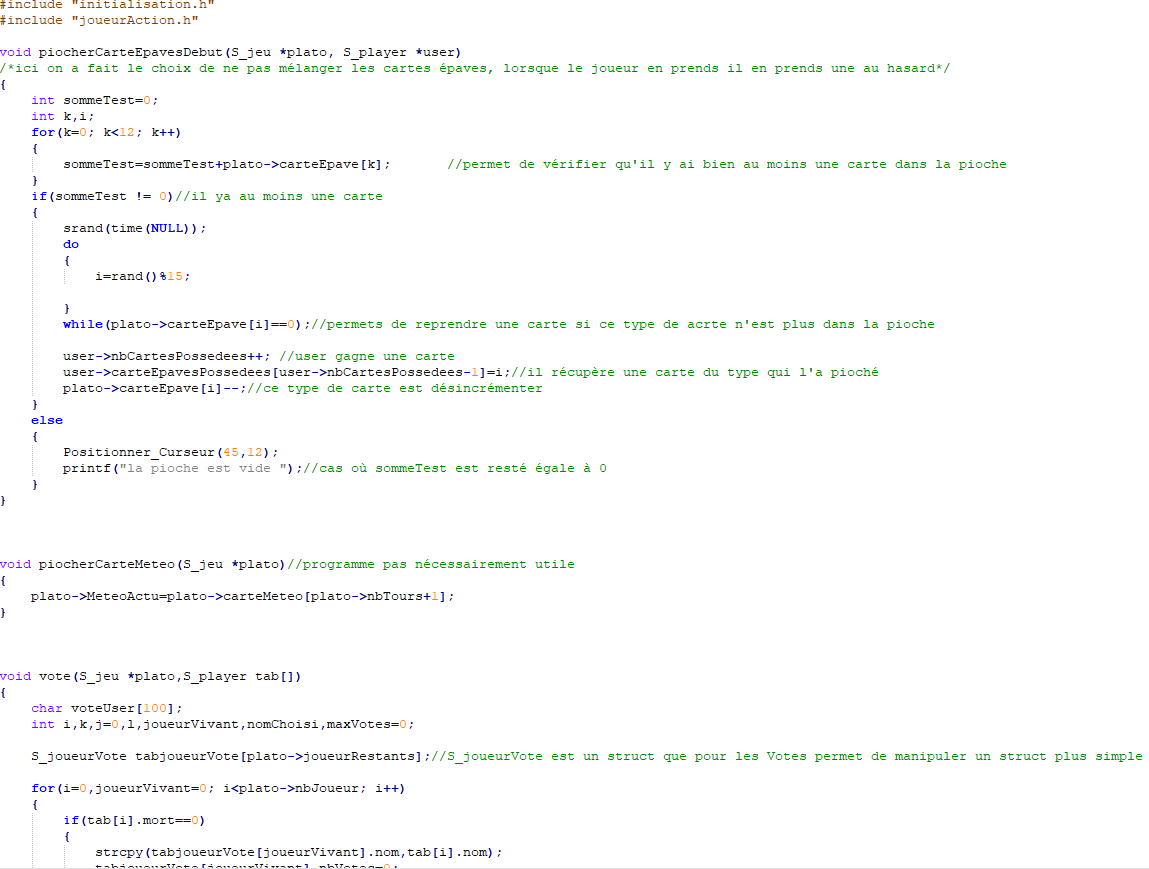 #include "initialisation.h"
#include "joueurAction.h"
void piocherCarteEpavesDebut(S_jeu *plato, S_player *user)
/*ici on a fait le choix de ne pas mélanger les cartes épaves, lorsque le joueur en prends il en prends une au hasard*/
{
int sommeTest=0;
int k,i;
for(k=0; k<12; k++)
{
sommeTest=sommeTest+plato->carteEpave[k]; //permet de vérifier qu'il y ai bien au moins une carte dans la pioche
}
if(sommeTest != 0)//il ya au moins une carte
{
srand(time(NULL));
do
{
i=rand()%15;
}
while(plato->carteEpave[i]==0);//permets de reprendre une carte si ce type de acrte n'est plus dans la pioche
user->nbCartesPossedees++; //user gagne une carte
user->carteEpavesPossedees[user->nbCartesPossedees-1]=i;//il récupère une carte du type qui l'a pioché
plato->carteEpave[i]--;//ce type de carte est désincrémenter
}
else
{
Positionner_Curseur(45,12);
printf("la pioche est vide ");//cas où sommeTest est resté égale à 0
}
}
void piocherCarteMeteo(S_jeu *plato)//programme pas nécessairement utile
{
plato->MeteoActu=plato->carteMeteo[plato->nbTours+1];
}
void vote(S_jeu *plato,S_player tab[])
{
char voteUser[100];
int i,k,j=0,l,joueurVivant,nomChoisi,maxVotes=0;
S_joueurVote tabjoueurVote[plato->joueurRestants];//S_joueurVote est un struct que pour les Votes permet de manipuler un struct plus simple
for(i=0,joueurVivant=0; i<plato->nbJoueur; i++)
{
if(tab[i].mort==0)
{
strcpy(tabjoueurVote[joueurVivant].nom,tab[i].nom);
tabjoueurVote[joueurVivant].nbVotes=0;